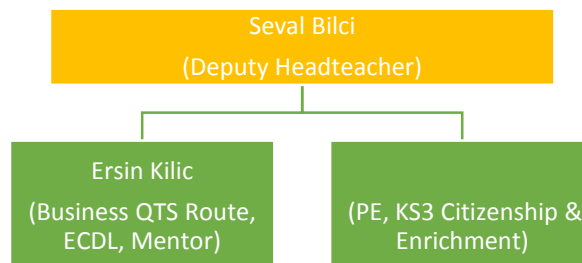 Seval Bilci
(Deputy Headteacher)
Ersin Kilic
(Business QTS Route,
ECDL, Mentor)
(PE, KS3 Citizenship &
Enrichment)